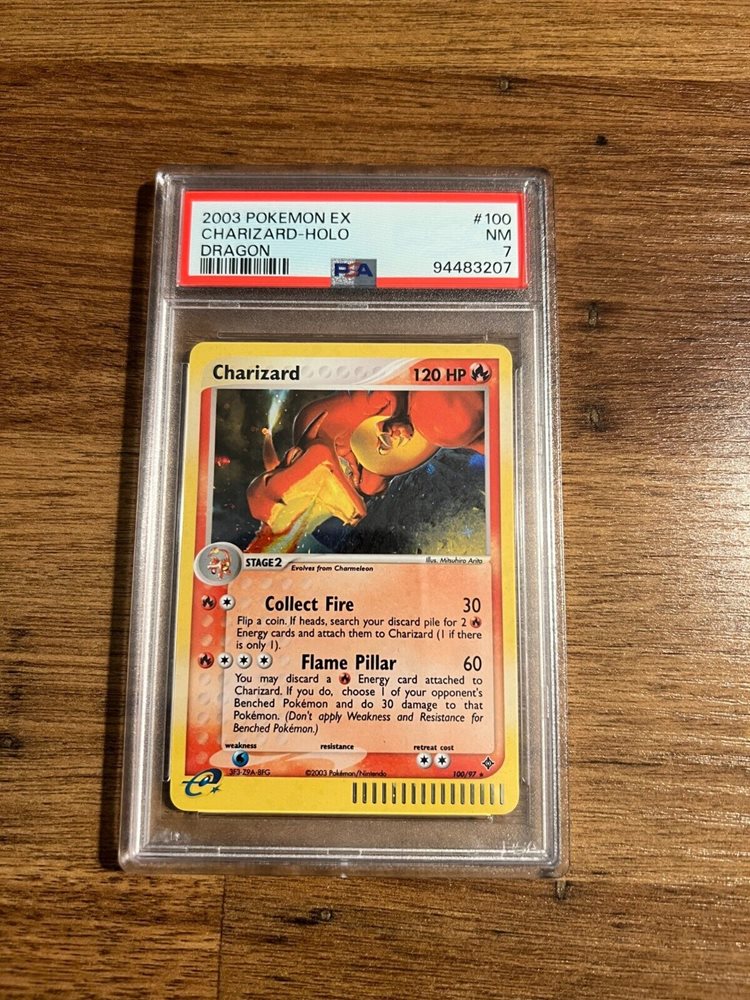 2003 POKEMON EX #100
CHARIZARD-HOLO NM
DRAGON 7
PSA 94483207
Charizard 120 HP
STAGE2 Evolves from Charmeleon Illus. Mitsuhiro Arita
Collect Fire 30
Flip a coin. If heads, search your discard pile for 2
Energy cards and attach them to Charizard (1 if there
is only 1).
Flame Pillar 60
You may discard a Energy card attached to
Charizard. If you do, choose 1 of your opponent's
Benched Pokémon and do 30 damage to that
Pokémon. (Don't apply Weakness and Resistance for
Benched Pokémon.)
weakness resistance retreat cost
3F3-Z9A-8FG ©2003 Pokémon/Nintendo 100/97